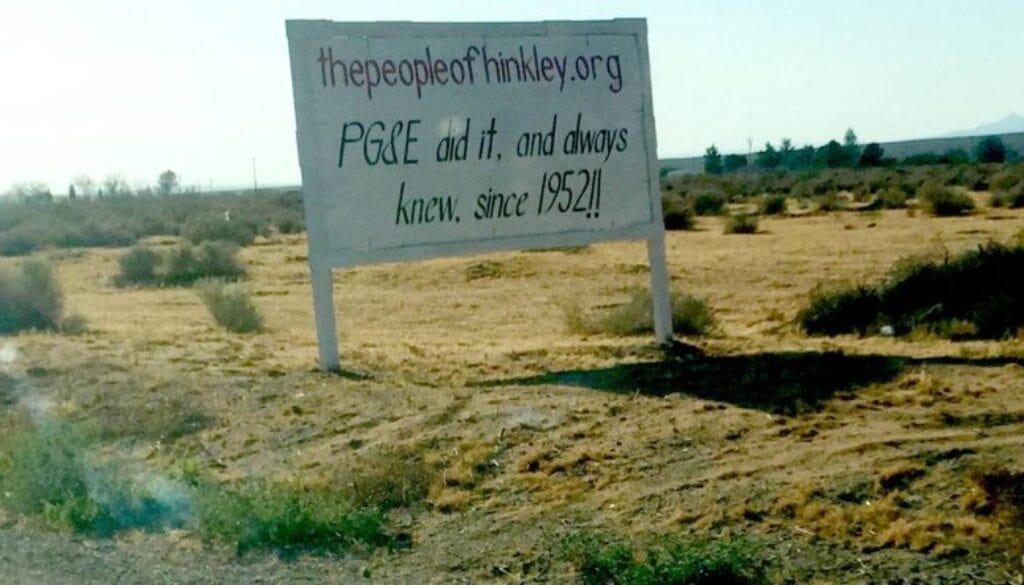 thepeopleofhinkley.org
PG&E did it, and always
knew, since 1952!!